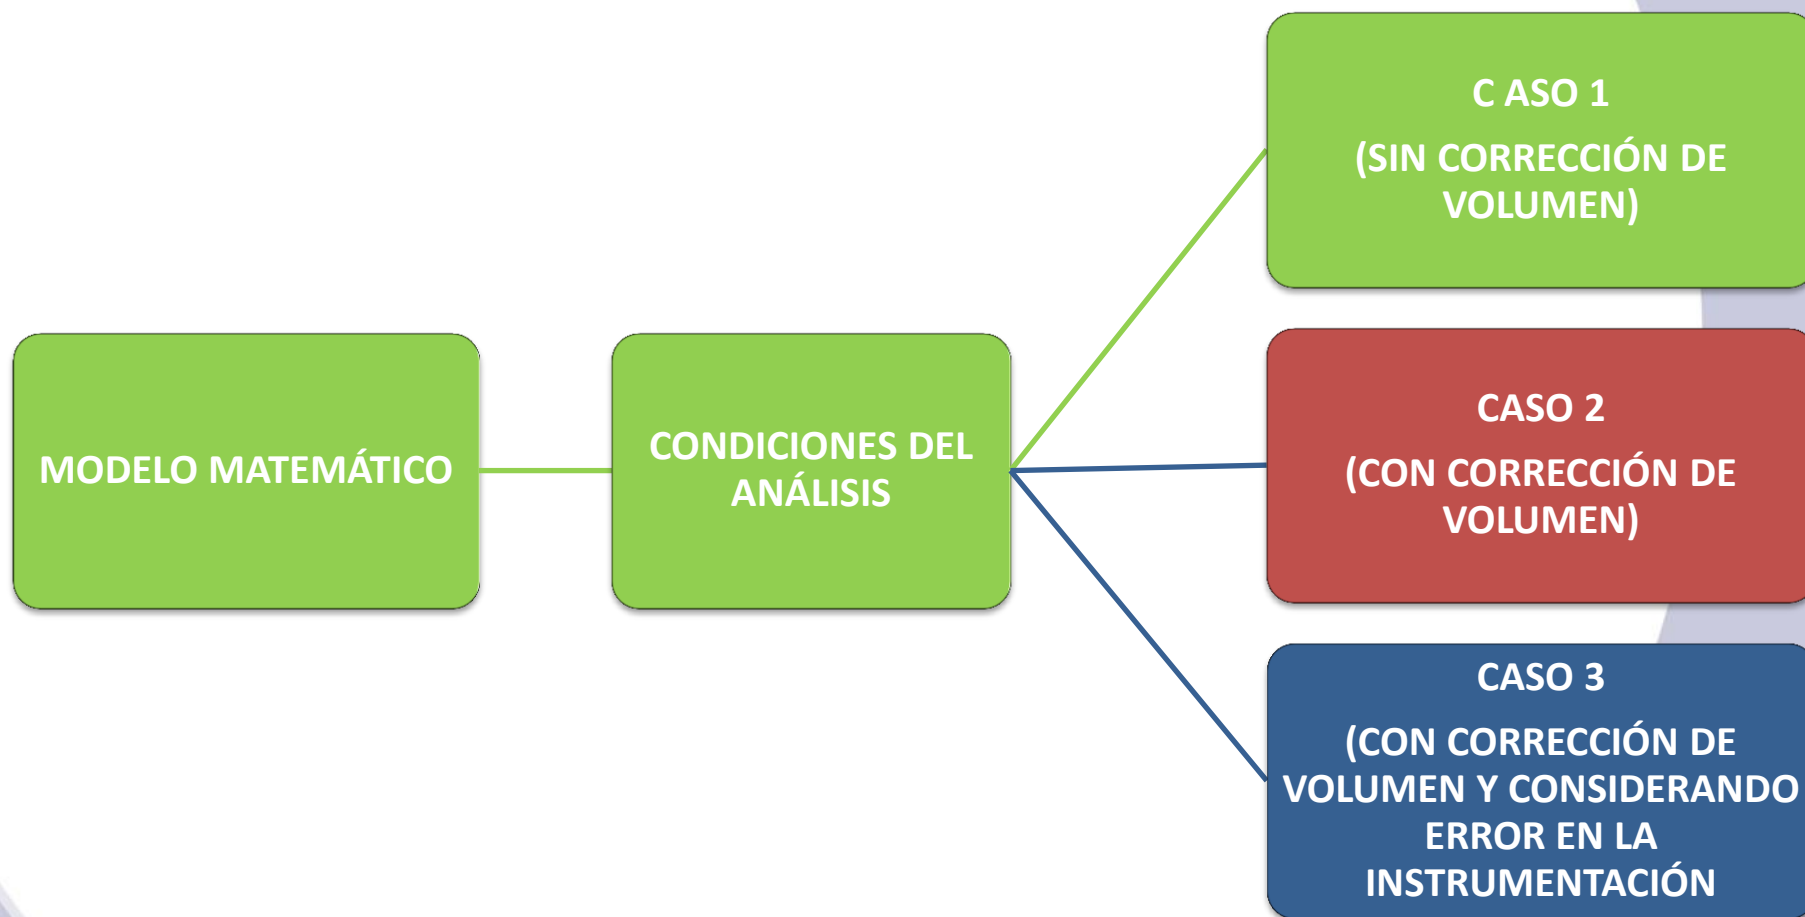 MODELO MATEMÁTICO
CONDICIONES DEL
ANÁLISIS
C ASO 1
(SIN CORRECCIÓN DE
VOLUMEN)
CASO 2
(CON CORRECCIÓN DE
VOLUMEN)
CASO 3
(CON CORRECCIÓN DE
VOLUMEN Y CONSIDERANDO
ERROR EN LA
INSTRUMENTACIÓN